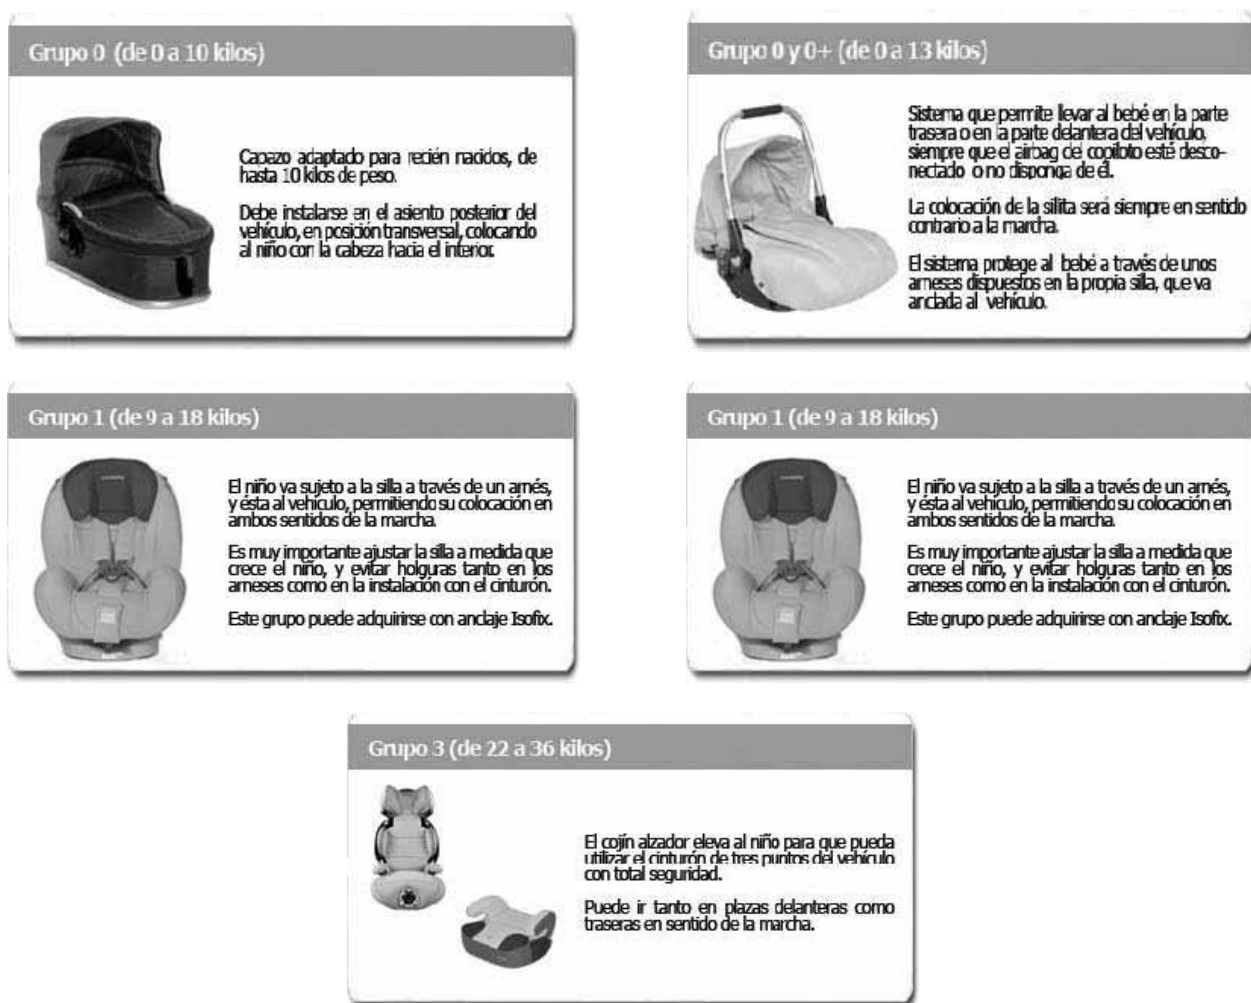 Grupo 0 (de 0 a 10 kilos)
Capazo adaptado para recién nacidos, de
hasta 10 kilos de peso.
Debe instalarse en el asiento posterior del
vehículo, en posición transversal, colocando
al niño con la cabeza hacia el interior.
Grupo 0 y 0+ (de 0 a 13 kilos)
Sistema que permite llevar al bebé en la parte
trasera o en la parte delantera del vehículo,
siempre que el airbag del copiloto esté desco-
nectado o no disponga de él.
La colocación de la sillita será siempre en sentido
contrario a la marcha.
El sistema protege al bebé a través de unos
arneses dispuestos en la propia silla, que va
anclada al vehículo.
Grupo 1 (de 9 a 18 kilos)
El niño va sujeto a la silla a través de un arnés,
y ésta al vehículo, permitiendo su colocación en
ambos sentidos de la marcha.
Es muy importante ajustar la silla a medida que
crece el niño, y evitar holguras tanto en los
arneses como en la instalación con el cinturón.
Este grupo puede adquirirse con anclaje Isofix.
Grupo 1 (de 9 a 18 kilos)
El niño va sujeto a la silla a través de un arnés,
y ésta al vehículo, permitiendo su colocación en
ambos sentidos de la marcha.
Es muy importante ajustar la silla a medida que
crece el niño, y evitar holguras tanto en los
arneses como en la instalación con el cinturón.
Este grupo puede adquirirse con anclaje Isofix.
Grupo 3 (de 22 a 36 kilos)
El cojín alzador eleva al niño para que pueda
utilizar el cinturón de tres puntos del vehículo
con total seguridad.
Puede ir tanto en plazas delanteras como
traseras en sentido de la marcha.